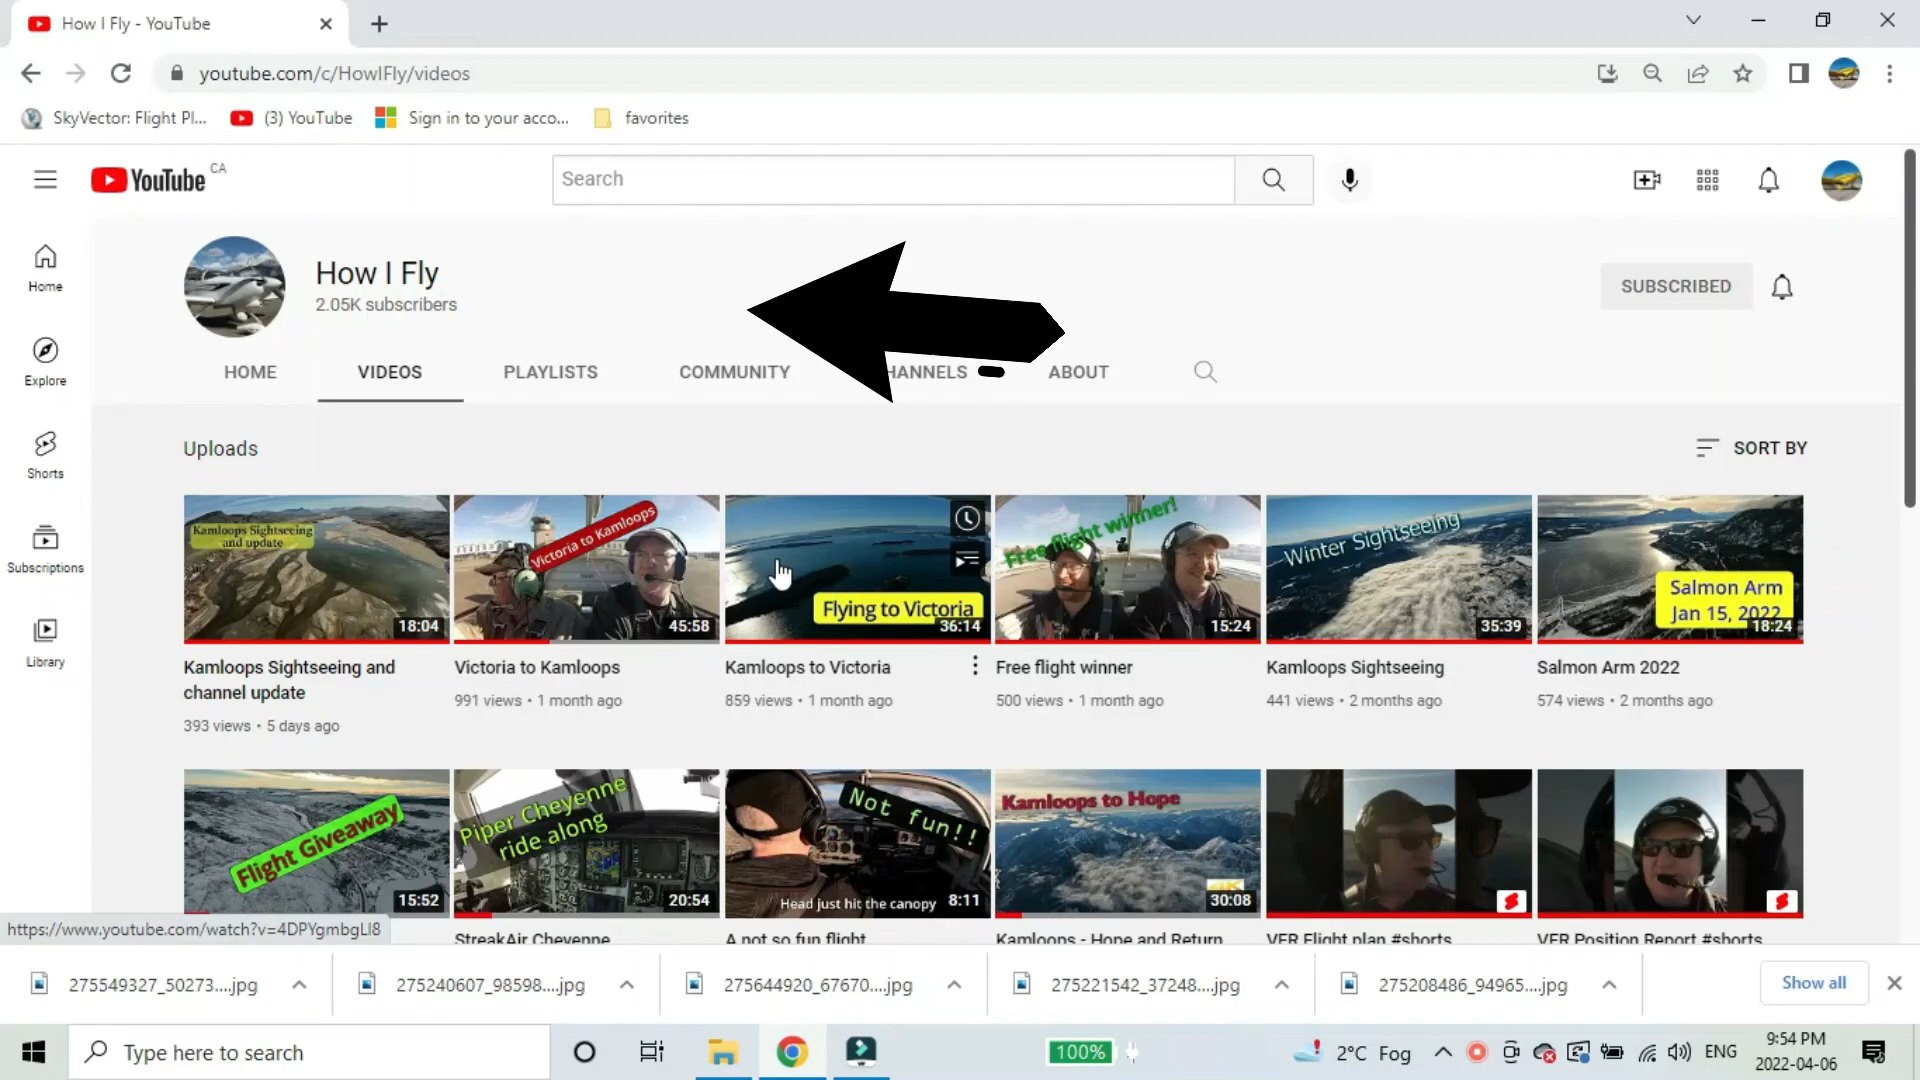 How I Fly - YouTube
youtube.com/c/HowIFly/videos
SkyVector: Flight Pl...
(3) YouTube
Sign in to your acco...
favorites
YouTube CA
Search
Home
Explore
Shorts
Subscriptions
Library
How I Fly
2.05K subscribers
SUBSCRIBED
HOME
VIDEOS
PLAYLISTS
COMMUNITY
HANNELS
ABOUT
Uploads
SORT BY
Kamloops Sightseeing
and update
18:04
Victoria to Kamloops
45:58
Flying to Victoria
36:14
Free flight winner!
15:24
Winter Sightseeing
35:39
Salmon Arm
Jan 15, 2022
18:24
Kamloops Sightseeing and
channel update
393 views • 5 days ago
Victoria to Kamloops
991 views • 1 month ago
Kamloops to Victoria
859 views • 1 month ago
Free flight winner
500 views • 1 month ago
Kamloops Sightseeing
441 views • 2 months ago
Salmon Arm 2022
574 views • 2 months ago
Flight Giveaway
15:52
Piper Cheyenne
ride along
20:54
Not fun!!
Head just hit the canopy
8:11
Kamloops to Hope
4K
30:08
StreakAir Cheyenne
A not so fun flight
Kamloops - Hope and Return
VFR Flight plan #shorts
VFR Position Report #shorts
https://www.youtube.com/watch?v=4DPYgmbgLI8
275549327_50273....jpg
275240607_98598....jpg
275644920_67670....jpg
275221542_37248....jpg
275208486_94965....jpg
Show all
Type here to search
100%
2°C Fog
ENG
9:54 PM
2022-04-06